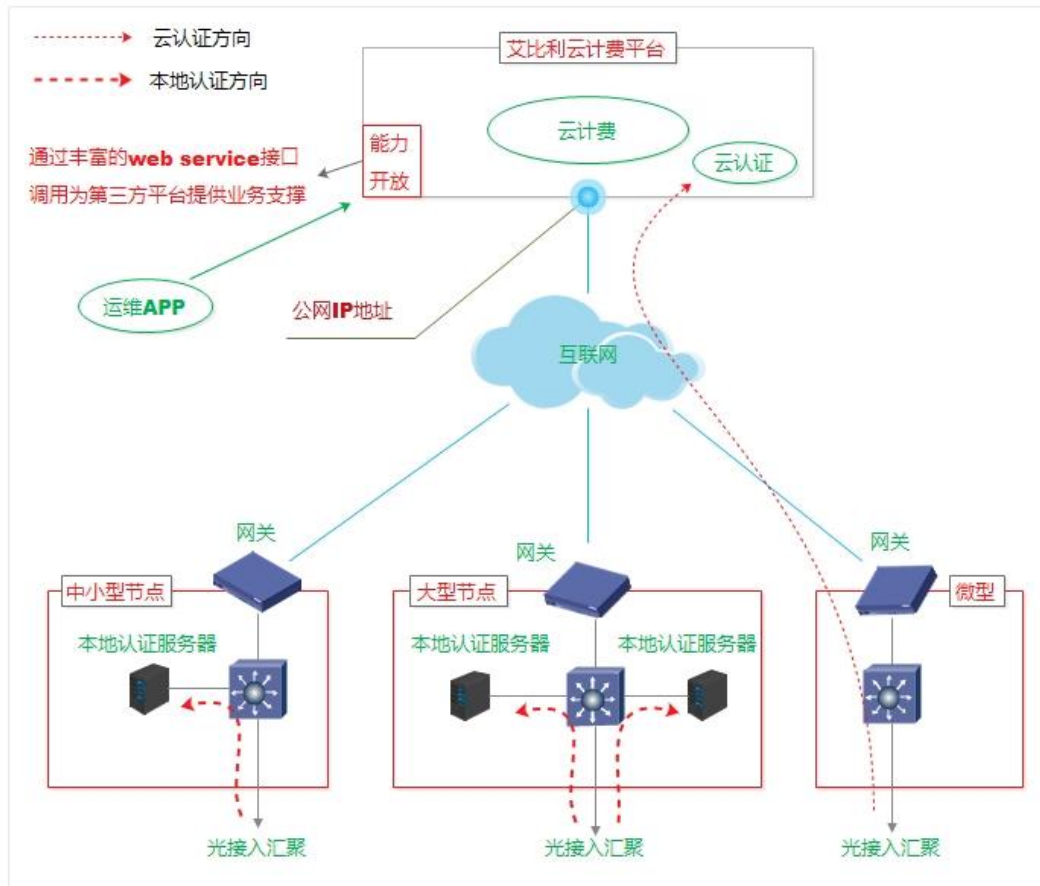 云认证方向
本地认证方向
艾比利云计费平台
云计费
云认证
能力
开放
通过丰富的web service接口
调用为第三方平台提供业务支撑
运维APP
公网IP地址
互联网
网关
网关
网关
中小型节点
大型节点
微型
本地认证服务器
本地认证服务器
本地认证服务器
光接入汇聚
光接入汇聚
光接入汇聚